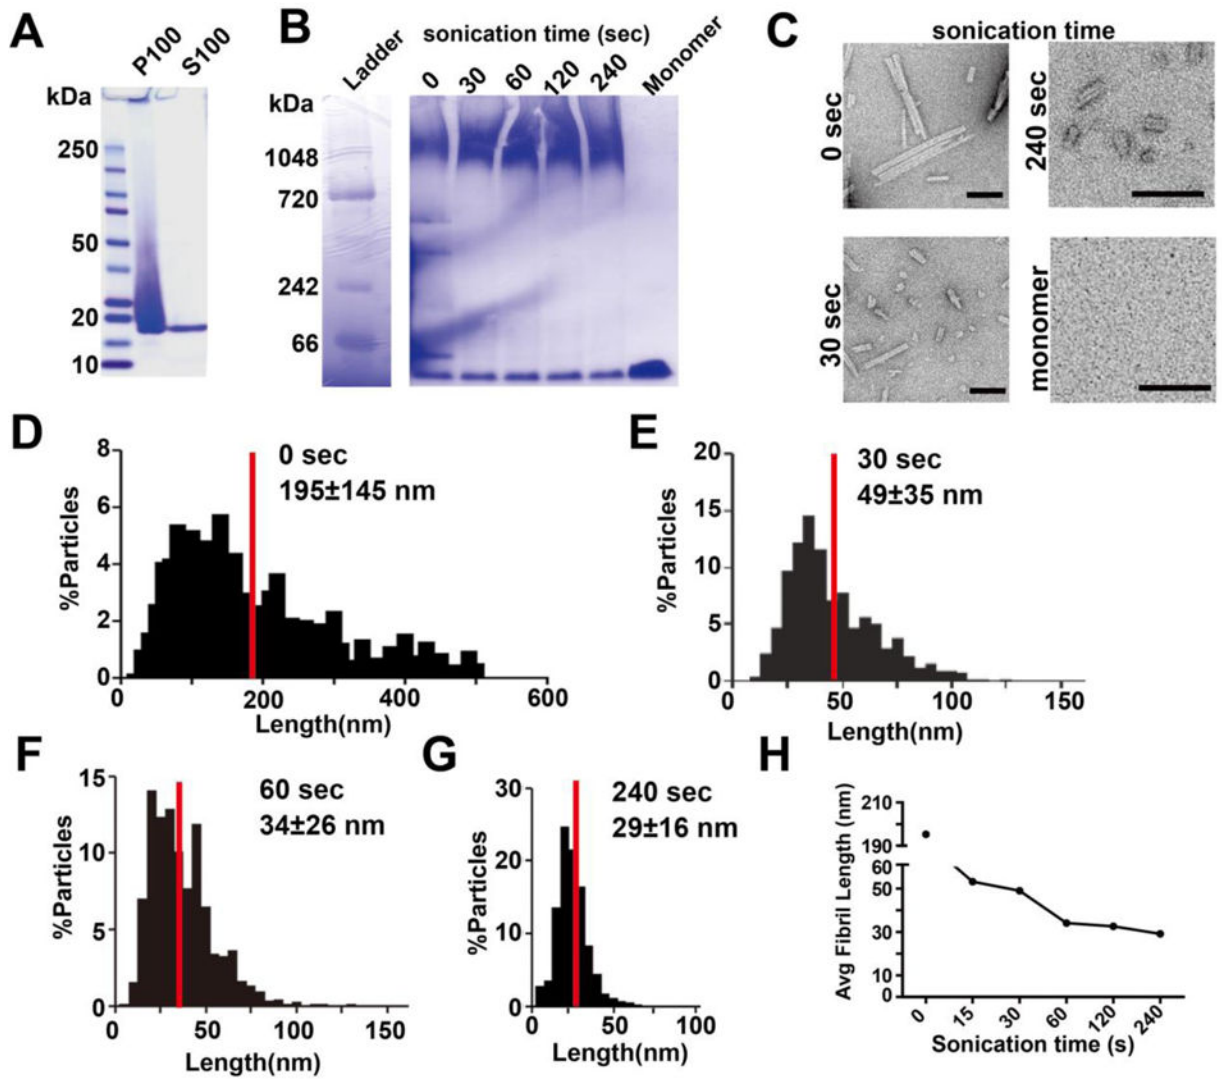 A
P100
S100
kDa
250
50
20
10
B
Ladder
sonication time (sec)
0
30
60
120
240
Monomer
kDa
1048
720
242
66
C
sonication time
0 sec
240 sec
30 sec
monomer
D
8
6
4
2
0
%Particles
0 sec
195±145 nm
0
200
400
600
Length(nm)
E
20
15
10
5
0
%Particles
30 sec
49±35 nm
0
50
100
150
Length(nm)
F
15
10
5
0
%Particles
60 sec
34±26 nm
0
50
100
150
Length(nm)
G
30
20
10
0
%Particles
240 sec
29±16 nm
0
50
100
Length(nm)
H
Avg Fibril Length (nm)
210
190
60
50
30
10
0
0
15
30
60
120
240
Sonication time (s)